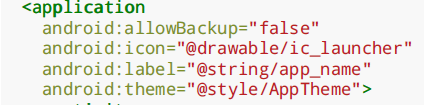 <application
android:allowBackup="false"
android:icon="@drawable/ic_launcher"
android:label="@string/app_name"
android:theme="@style/AppTheme">